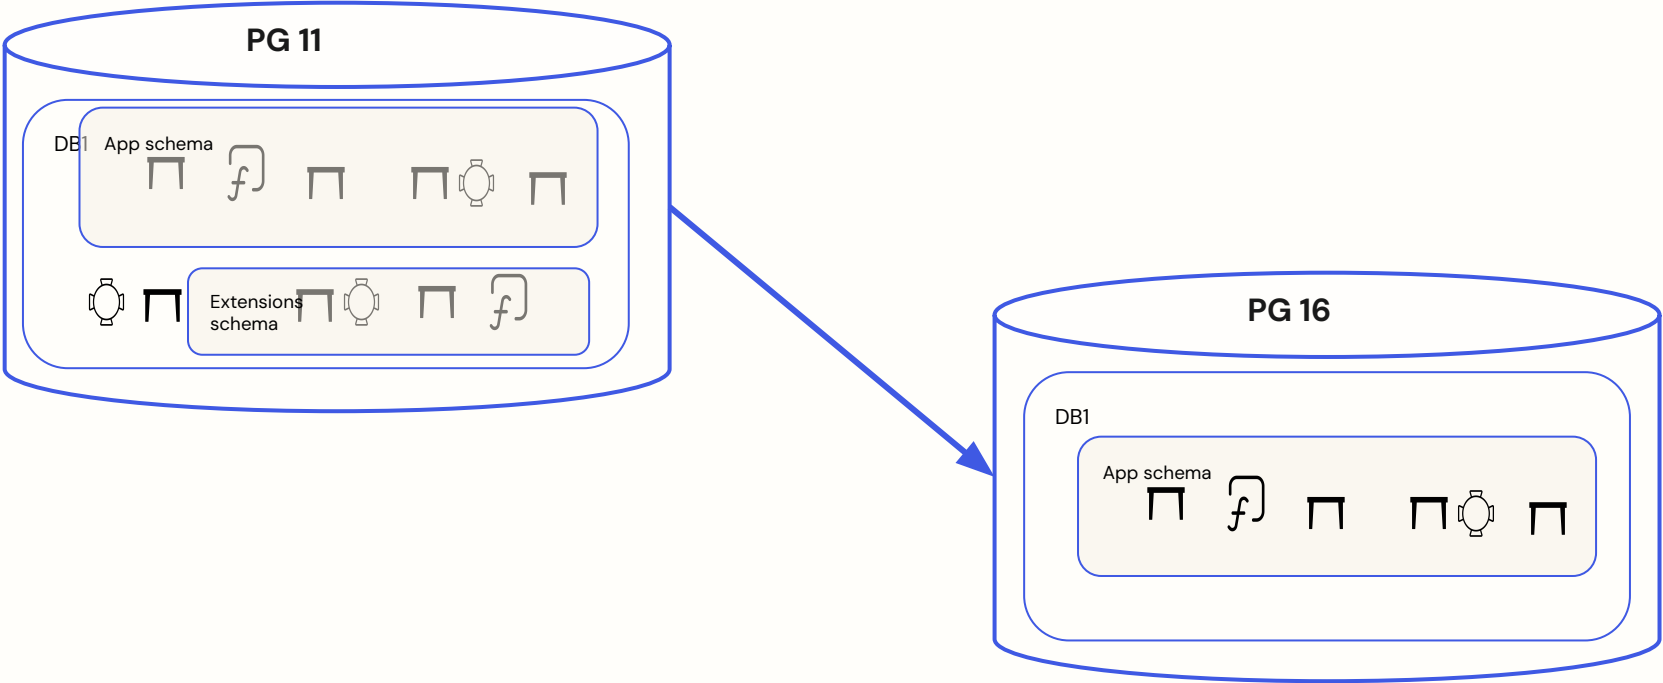 PG 11
DB1
App schema
Extensions
schema
PG 16
DB1
App schema